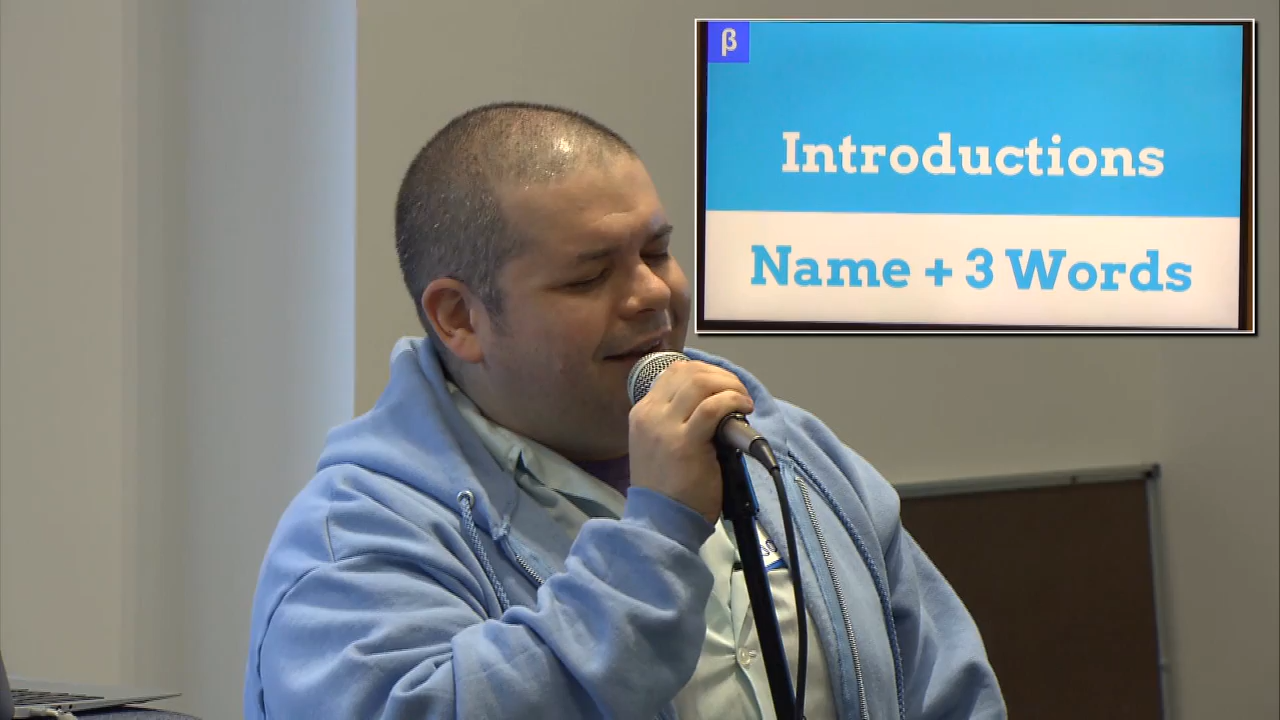 β
Introductions
Name + 3 Words